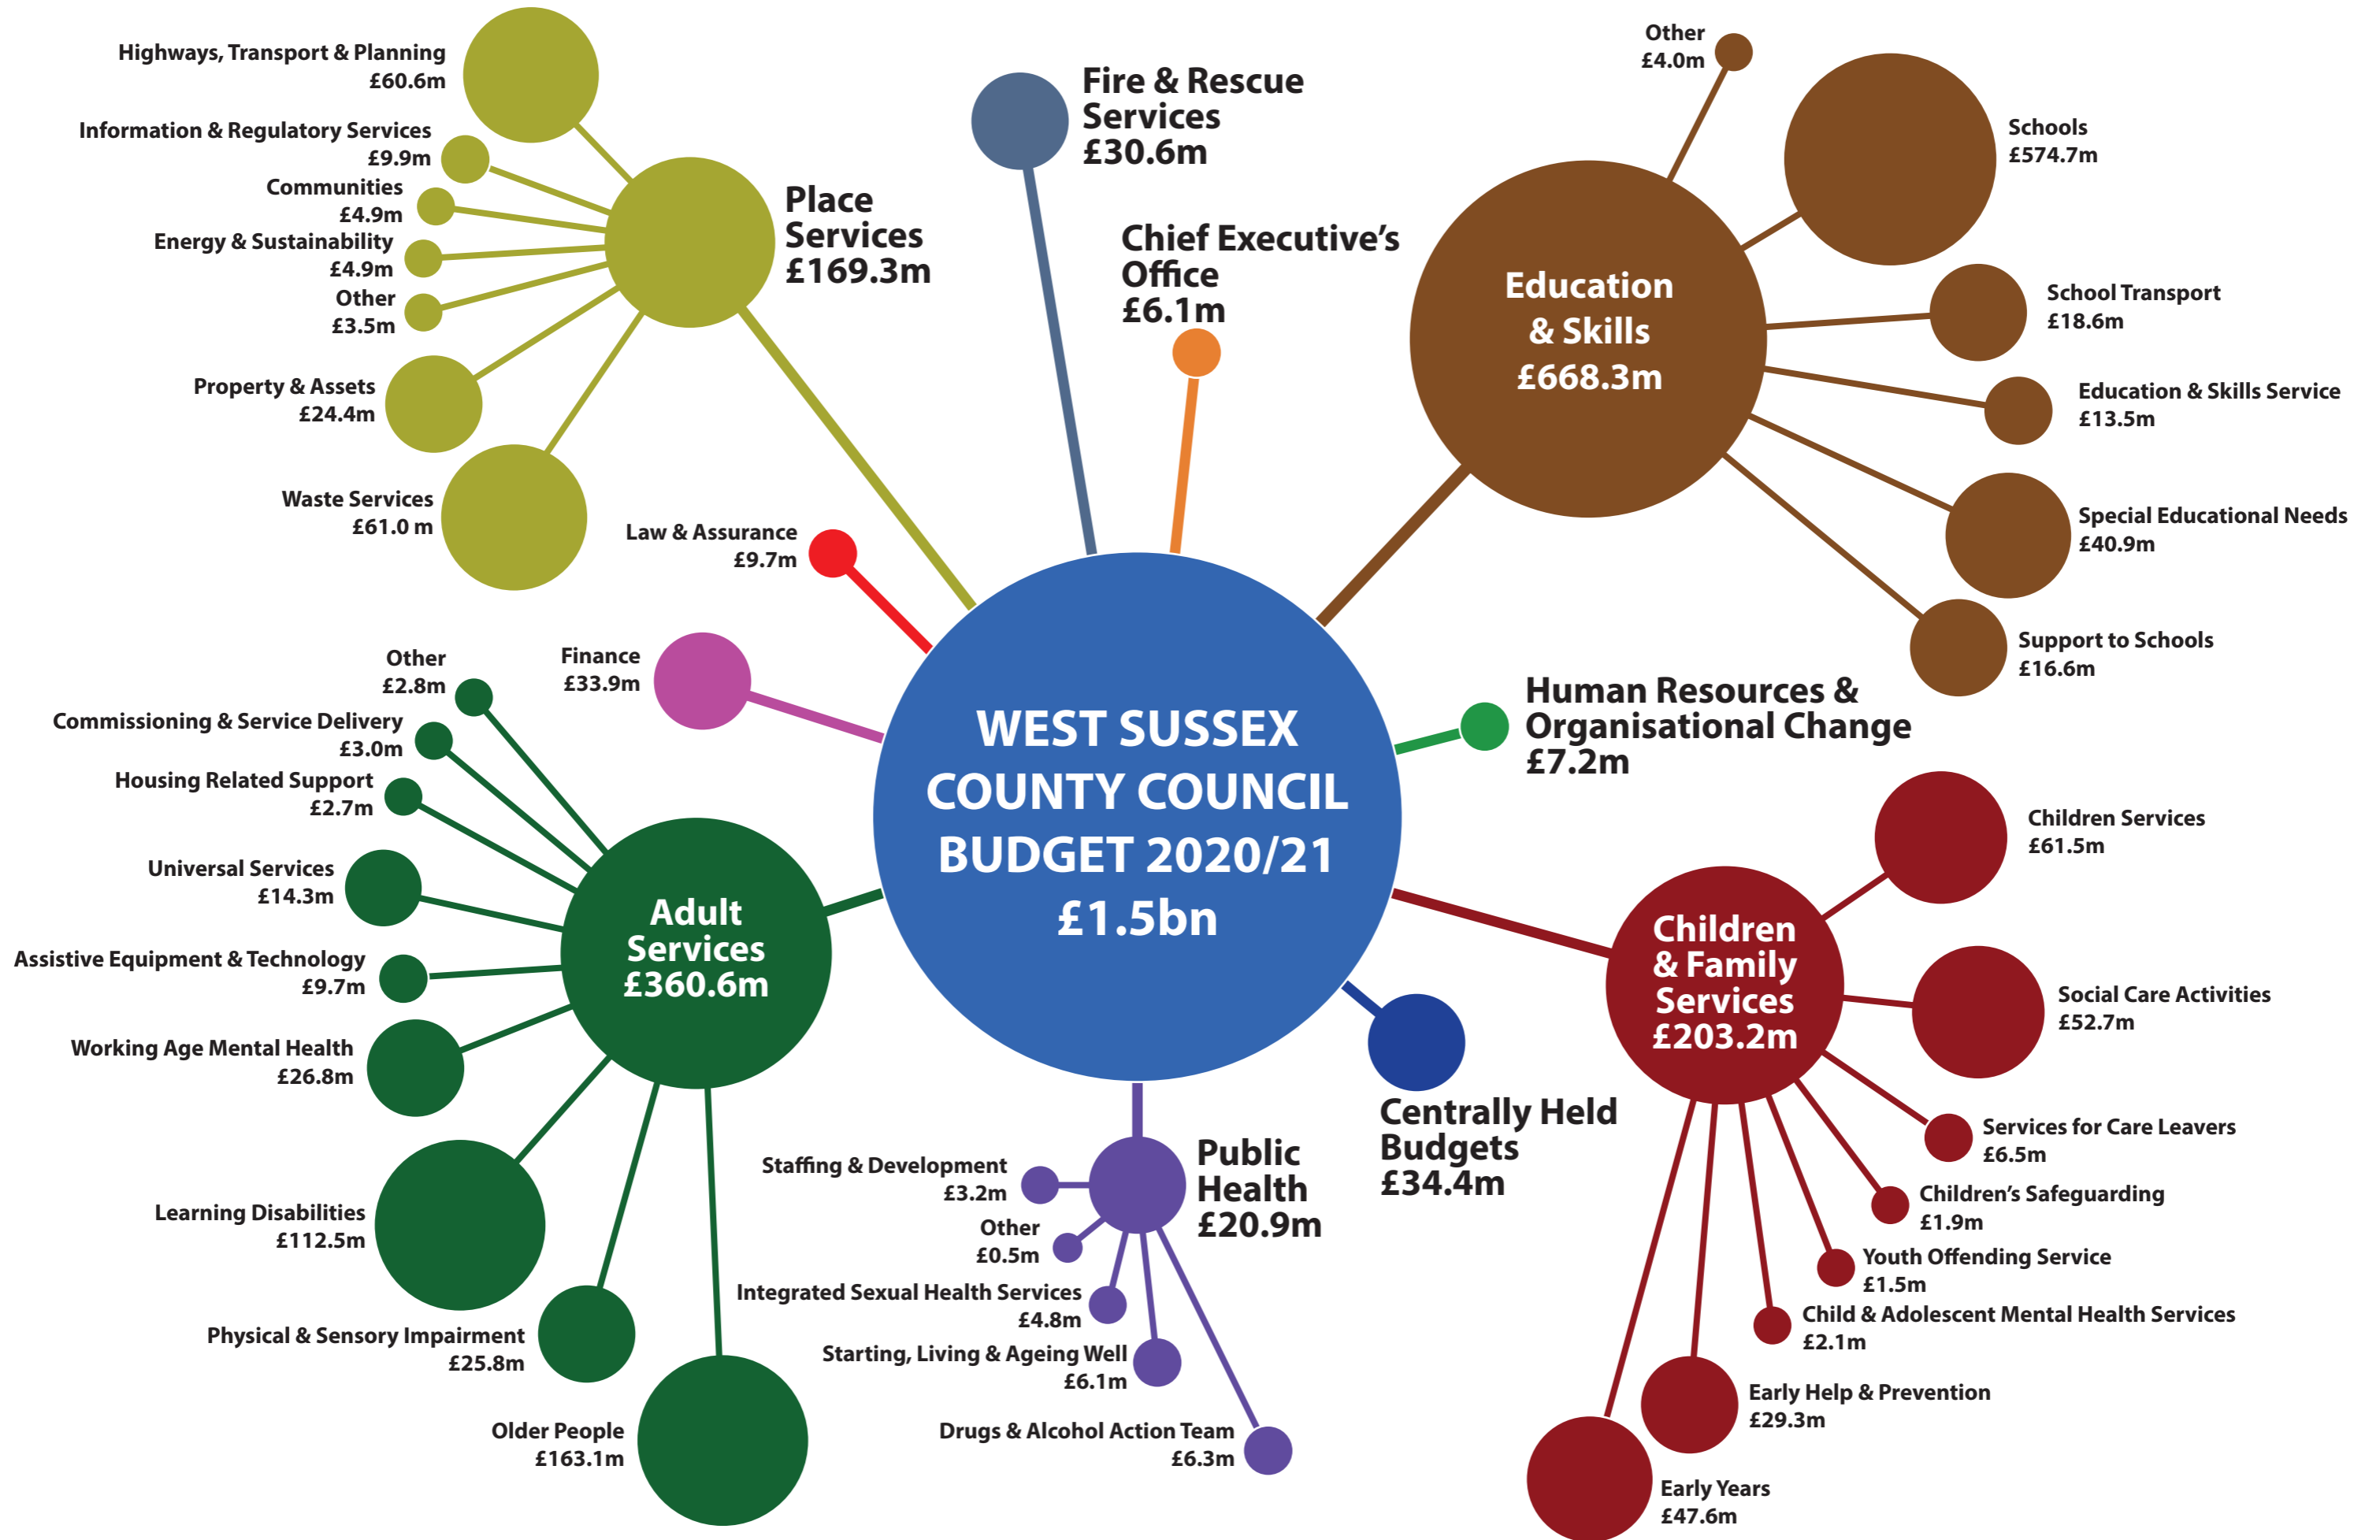 Highways, Transport & Planning
£60.6m
Information & Regulatory Services
£9.9m
Communities
£4.9m
Energy & Sustainability
£4.9m
Other
£3.5m
Property & Assets
£24.4m
Waste Services
£61.0 m
Place
Services
£169.3m
Fire & Rescue
Services
£30.6m
Chief Executive’s
Office
£6.1m
Other
£4.0m
Schools
£574.7m
School Transport
£18.6m
Education & Skills Service
£13.5m
Special Educational Needs
£40.9m
Support to Schools
£16.6m
Education
& Skills
£668.3m
Law & Assurance
£9.7m
Finance
£33.9m
WEST SUSSEX
COUNTY COUNCIL
BUDGET 2020/21
£1.5bn
Human Resources &
Organisational Change
£7.2m
Other
£2.8m
Commissioning & Service Delivery
£3.0m
Housing Related Support
£2.7m
Universal Services
£14.3m
Assistive Equipment & Technology
£9.7m
Working Age Mental Health
£26.8m
Learning Disabilities
£112.5m
Physical & Sensory Impairment
£25.8m
Older People
£163.1m
Adult
Services
£360.6m
Public
Health
£20.9m
Staffing & Development
£3.2m
Other
£0.5m
Integrated Sexual Health Services
£4.8m
Starting, Living & Ageing Well
£6.1m
Drugs & Alcohol Action Team
£6.3m
Centrally Held
Budgets
£34.4m
Children
& Family
Services
£203.2m
Children Services
£61.5m
Social Care Activities
£52.7m
Services for Care Leavers
£6.5m
Children’s Safeguarding
£1.9m
Youth Offending Service
£1.5m
Child & Adolescent Mental Health Services
£2.1m
Early Help & Prevention
£29.3m
Early Years
£47.6m